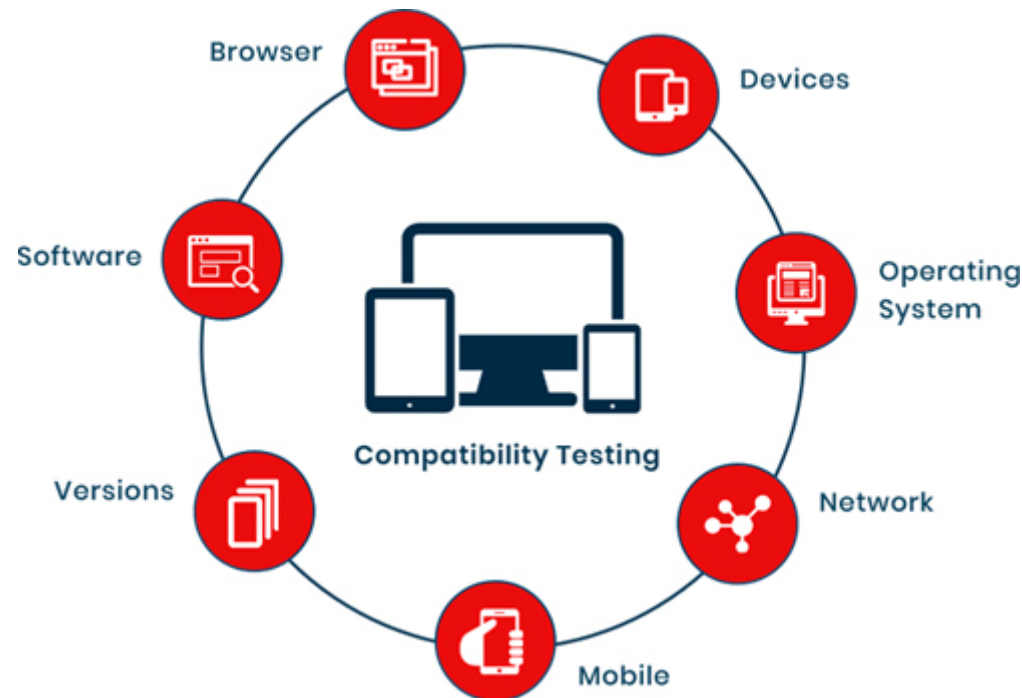 Browser
Devices
Software
Operating
System
Compatibility Testing
Versions
Network
Mobile